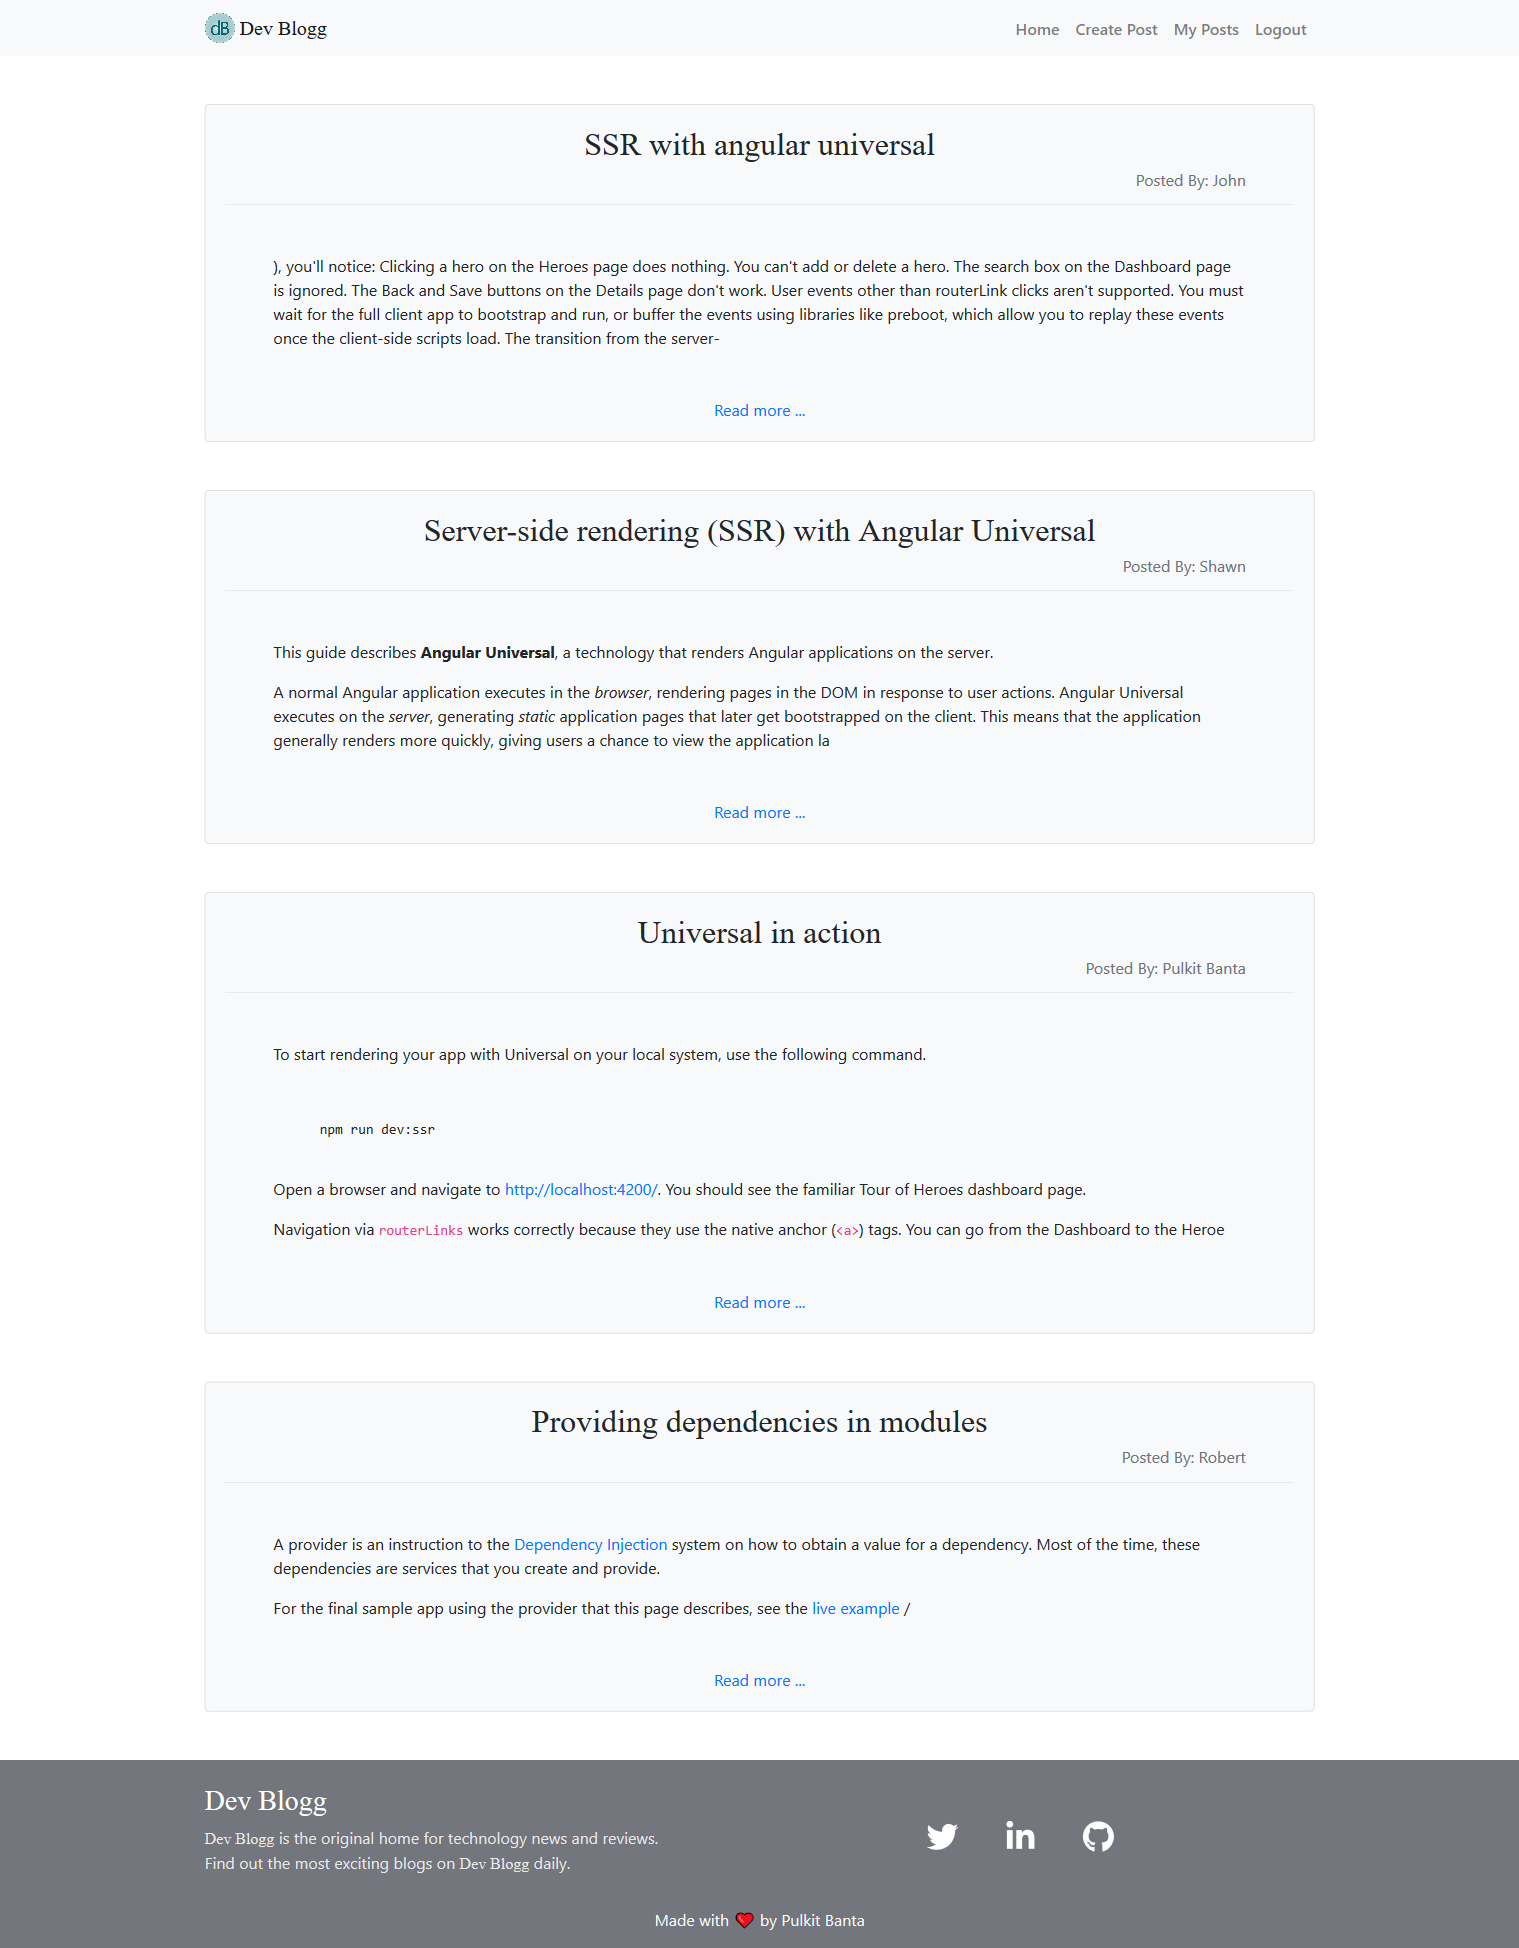 dB Dev Blogg
Home Create Post My Posts Logout
SSR with angular universal
Posted By: John
), you'll notice: Clicking a hero on the Heroes page does nothing. You can't add or delete a hero. The search box on the Dashboard page
is ignored. The Back and Save buttons on the Details page don't work. User events other than routerLink clicks aren't supported. You must
wait for the full client app to bootstrap and run, or buffer the events using libraries like preboot, which allow you to replay these events
once the client-side scripts load. The transition from the server-
Read more ...
Server-side rendering (SSR) with Angular Universal
Posted By: Shawn
This guide describes Angular Universal, a technology that renders Angular applications on the server.
A normal Angular application executes in the browser, rendering pages in the DOM in response to user actions. Angular Universal
executes on the server, generating static application pages that later get bootstrapped on the client. This means that the application
generally renders more quickly, giving users a chance to view the application la
Read more ...
Universal in action
Posted By: Pulkit Banta
To start rendering your app with Universal on your local system, use the following command.
npm run dev:ssr
Open a browser and navigate to http://localhost:4200/. You should see the familiar Tour of Heroes dashboard page.
Navigation via routerLinks works correctly because they use the native anchor (<a>) tags. You can go from the Dashboard to the Heroe
Read more ...
Providing dependencies in modules
Posted By: Robert
A provider is an instruction to the Dependency Injection system on how to obtain a value for a dependency. Most of the time, these
dependencies are services that you create and provide.
For the final sample app using the provider that this page describes, see the live example /
Read more ...
Dev Blogg
Dev Blogg is the original home for technology news and reviews.
Find out the most exciting blogs on Dev Blogg daily.
in
Made with ❤ by Pulkit Banta